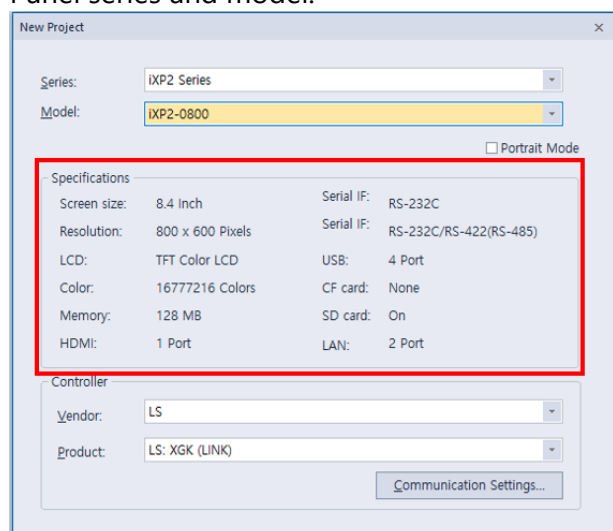 Panel series and model.
New Project
Series: iXP2 Series
Model: iXP2-0800
Portrait Mode
Specifications
Screen size: 8.4 Inch Serial IF: RS-232C
Resolution: 800 x 600 Pixels Serial IF: RS-232C/RS-422(RS-485)
LCD: TFT Color LCD USB: 4 Port
Color: 16777216 Colors CF card: None
Memory: 128 MB SD card: On
HDMI: 1 Port LAN: 2 Port
Controller
Vendor: LS
Product: LS: XGK (LINK)
Communication Settings...